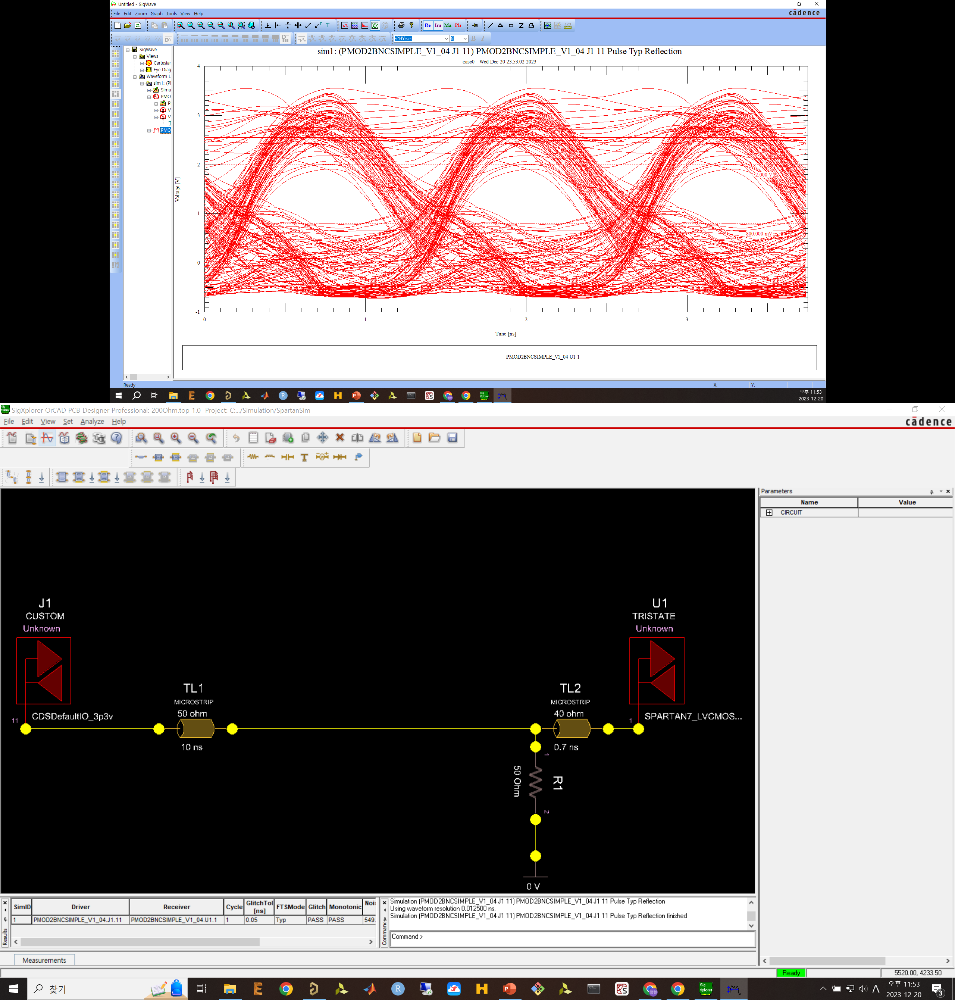 Untitled - SigWave
File Edit Zoom Graph Tools View Help
cādence
Re Im Ma Ph
SigWave
Views
Cartesiar
Eye Diag
Waveform L
sim1: (PI
Simu
PMO
Pi
V
V
T
PMO
sim1: (PMOD2BNCSIMPLE_V1_04 J1 11) PMOD2BNCSIMPLE_V1_04 J1 11 Pulse Typ Reflection
case0 - Wed Dec 20 23:53:02 2023
4
3
2
1
0
-1
Voltage [V]
2.000 V
800.000 mV
0 1 2 3
Time [ns]
PMOD2BNCSIMPLE_V1_04 U1 1
Ready
X: Y:
오후 11:53
2023-12-20
SigXplorer OrCAD PCB Designer Professional: 200Ohm.top 1.0 Project: C:.../Simulation/SpartanSim
File Edit View Set Analyze Help
cādence
Parameters
Name Value
CIRCUIT
J1
CUSTOM
Unknown
11
CDSDefaultIO_3p3v
TL1
MICROSTRIP
50 ohm
10 ns
TL2
MICROSTRIP
40 ohm
0.7 ns
U1
TRISTATE
Unknown
1
SPARTAN7_LVCMOS...
1
50 Ohm
R1
2
0 V
SimID Driver Receiver Cycle GlitchTol [ns] FTSMode Glitch Monotonic Noi
1 PMOD2BNCSIMPLE_V1_04.J1.11 PMOD2BNCSIMPLE_V1_04.U1.1 1 0.05 Typ PASS PASS 549.
Results
Command
Simulation (PMOD2BNCSIMPLE_V1_04 J1 11) PMOD2BNCSIMPLE_V1_04 J1 11 Pulse Typ Reflection
Using waveform resolution 0.012500 ns.
Simulation (PMOD2BNCSIMPLE_V1_04 J1 11) PMOD2BNCSIMPLE_V1_04 J1 11 Pulse Typ Reflection finished
Command >
Measurements
Ready
5520.00, 4233.50
찾기
A
오후 11:53
2023-12-20
3